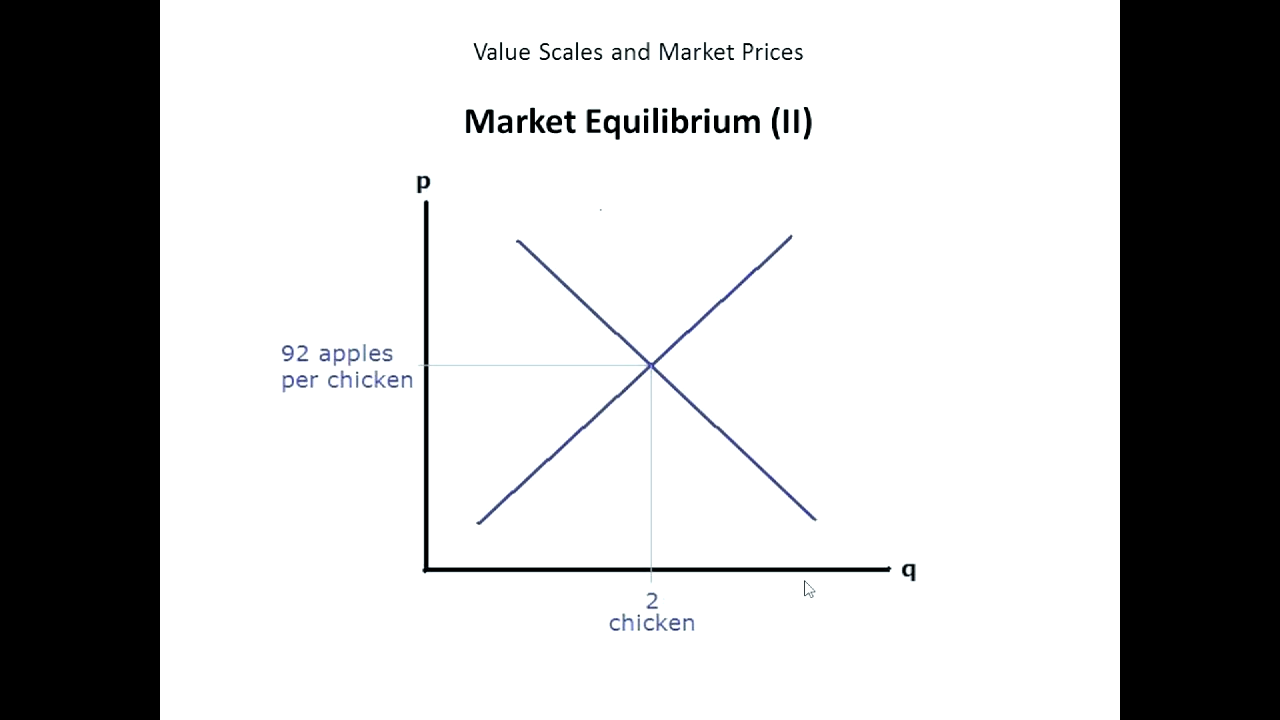 Value Scales and Market Prices
Market Equilibrium (II)
p
92 apples
per chicken
q
2
chicken